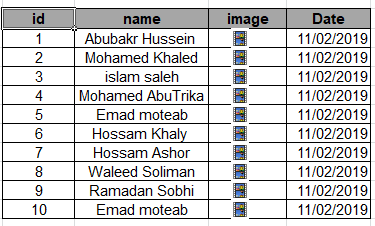 id name image Date
1 Abubakr Hussein 11/02/2019
2 Mohamed Khaled 11/02/2019
3 islam saleh 11/02/2019
4 Mohamed AbuTrika 11/02/2019
5 Emad moteab 11/02/2019
6 Hossam Khaly 11/02/2019
7 Hossam Ashor 11/02/2019
8 Waleed Soliman 11/02/2019
9 Ramadan Sobhi 11/02/2019
10 Emad moteab 11/02/2019